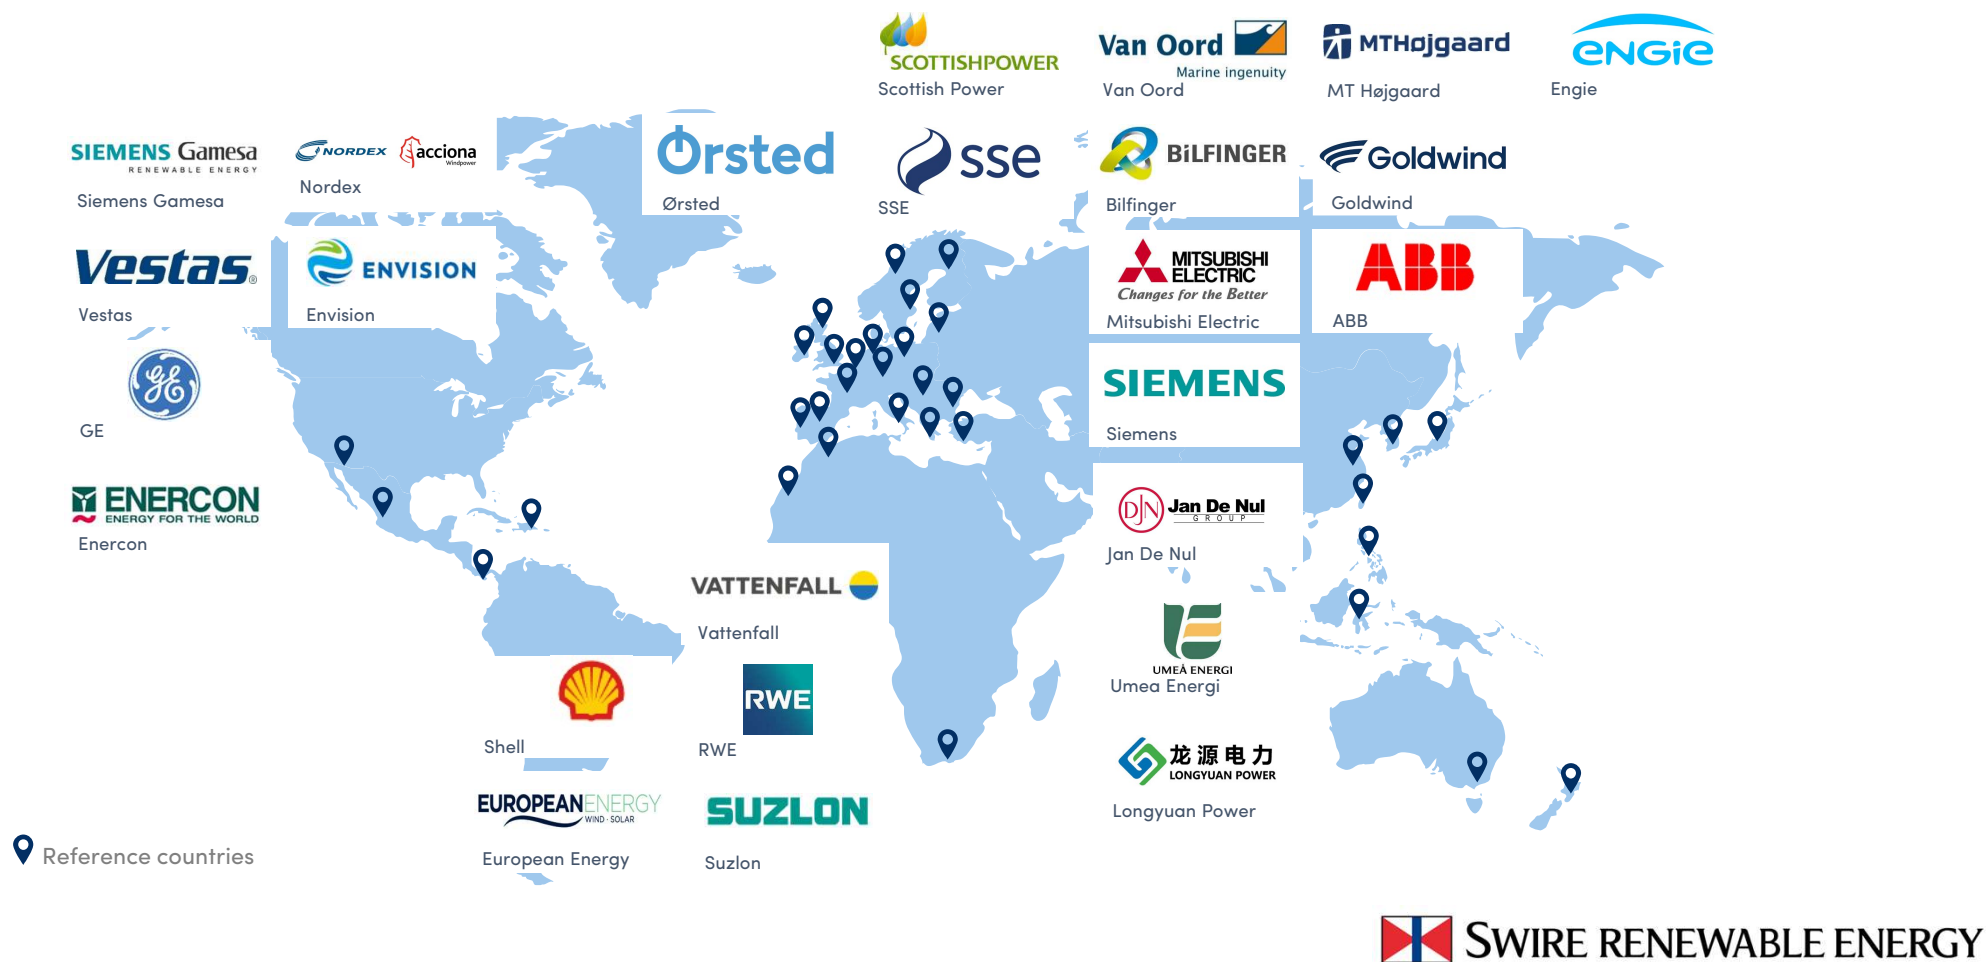 SCOTTISHPOWER
Scottish Power
Van Oord
Marine ingenuity
Van Oord
MTHøjgaard
MT Højgaard
ENGIE
Engie
SIEMENS Gamesa
RENEWABLE ENERGY
Siemens Gamesa
NORDEX
acciona
Windpower
Nordex
Ørsted
Ørsted
sse
SSE
BILFINGER
Bilfinger
Goldwind
Goldwind
Vestas®
Vestas
ENVISION
Envision
MITSUBISHI
ELECTRIC
Changes for the Better
Mitsubishi Electric
ABB
ABB
GE
GE
SIEMENS
Siemens
ENERCON
ENERGY FOR THE WORLD
Enercon
DJN
Jan De Nul
GROUP
Jan De Nul
VATTENFALL
Vattenfall
UMEÅ ENERGI
Umea Energi
Shell
RWE
RWE
龙源电力
LONGYUAN POWER
Longyuan Power
EUROPEANENERGY
WIND · SOLAR
European Energy
SUZLON
Suzlon
Reference countries
SWIRE RENEWABLE ENERGY